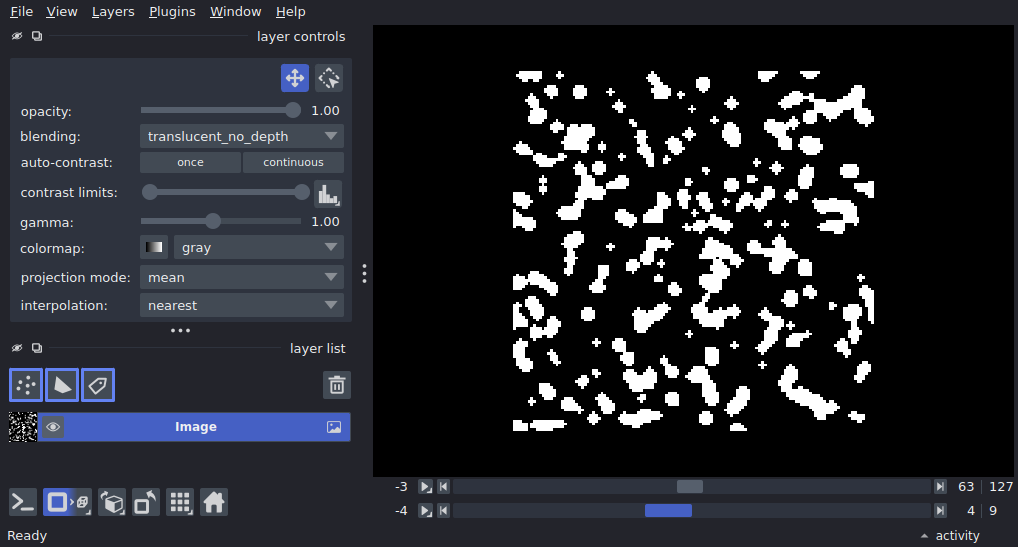 File View Layers Plugins Window Help
layer controls
opacity: 1.00
blending: translucent_no_depth
auto-contrast: once continuous
contrast limits:
gamma: 1.00
colormap: gray
projection mode: mean
interpolation: nearest
layer list
Image
-3 63 127
-4 4 9
Ready activity